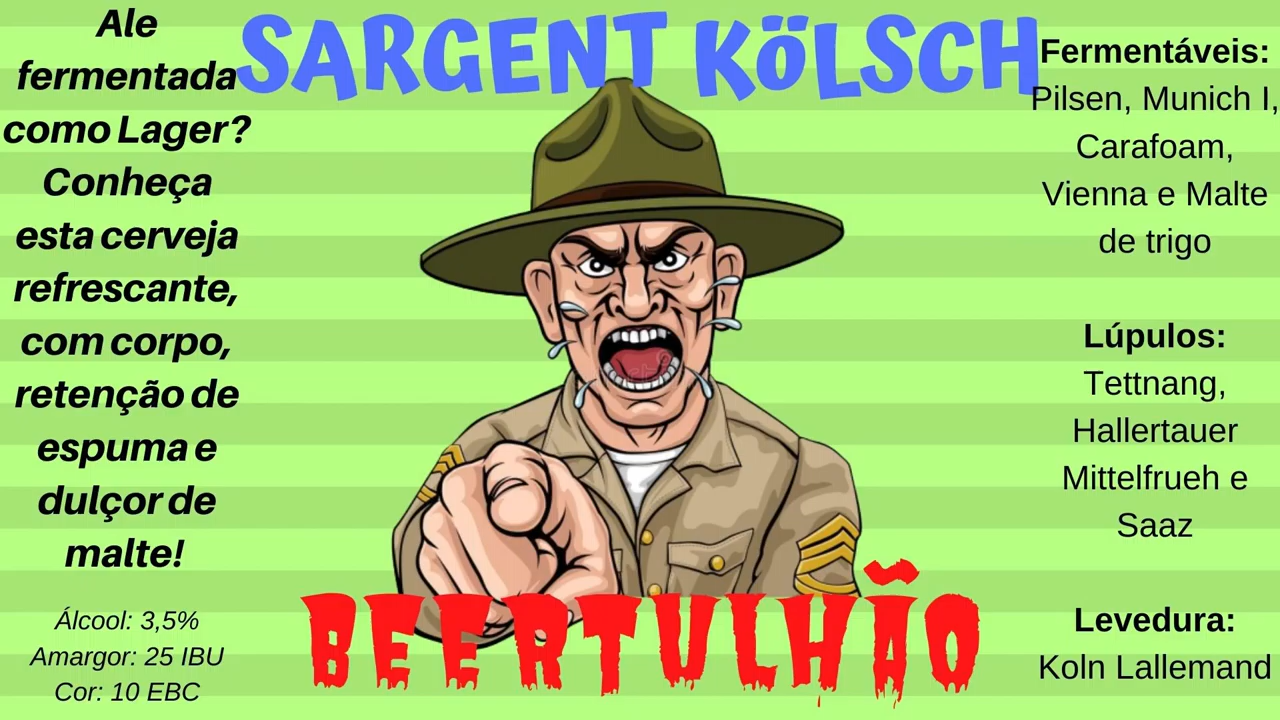 SARGENT KÖLSCH
Ale
fermentada
como Lager?
Conheça
esta cerveja
refrescante,
com corpo,
retenção de
espuma e
dulçor de
malte!
Álcool: 3,5%
Amargor: 25 IBU
Cor: 10 EBC
Fermentáveis:
Pilsen, Munich I,
Carafoam,
Vienna e Malte
de trigo
Lúpulos:
Tettnang,
Hallertauer
Mittelfrueh e
Saaz
Levedura:
Koln Lallemand
BEERTULHÃO